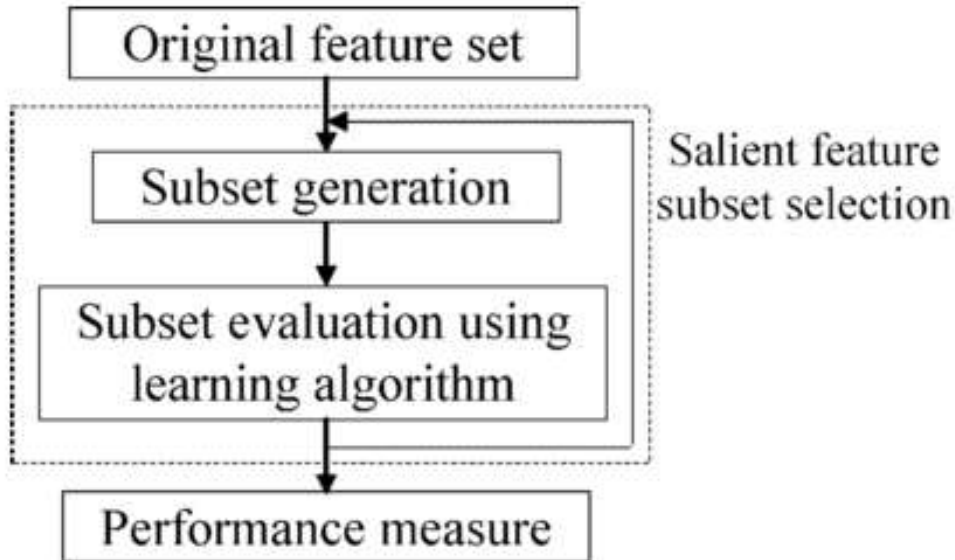 Original feature set
Salient feature
subset selection
Subset generation
Subset evaluation using
learning algorithm
Performance measure